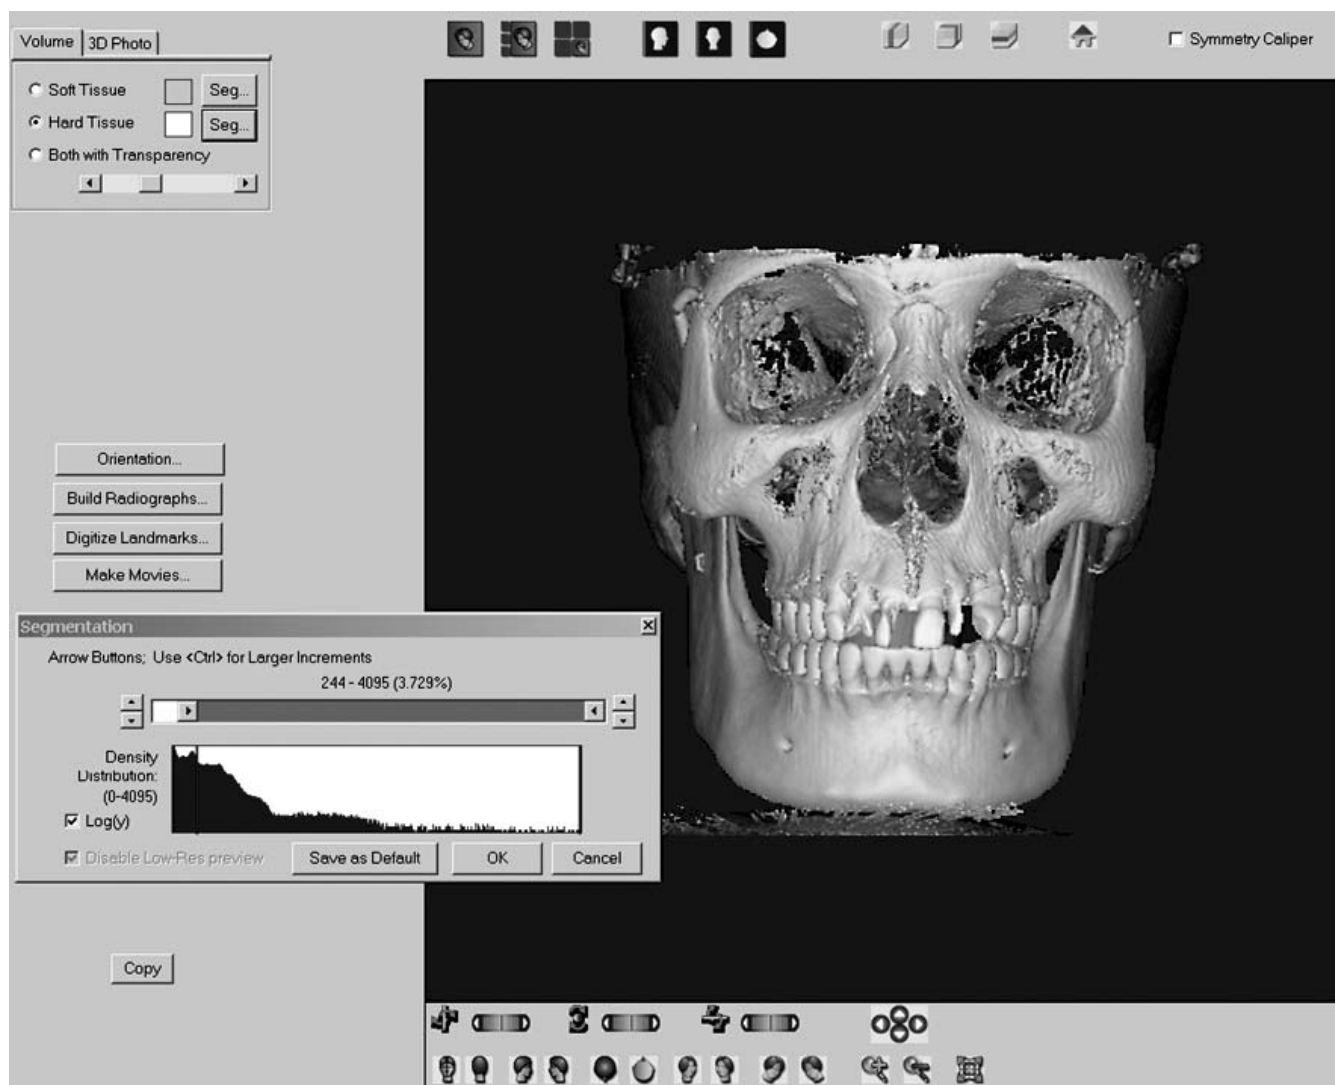 Volume
3D Photo
Symmetry Caliper
Soft Tissue
Seg...
Hard Tissue
Seg...
Both with Transparency
Orientation...
Build Radiographs...
Digitize Landmarks...
Make Movies...
Segmentation
Arrow Buttons; Use <Ctrl> for Larger Increments
244 - 4095 (3.729%)
Density
Distribution:
(0-4095)
Log(y)
Disable Low-Res preview
Save as Default
OK
Cancel
Copy